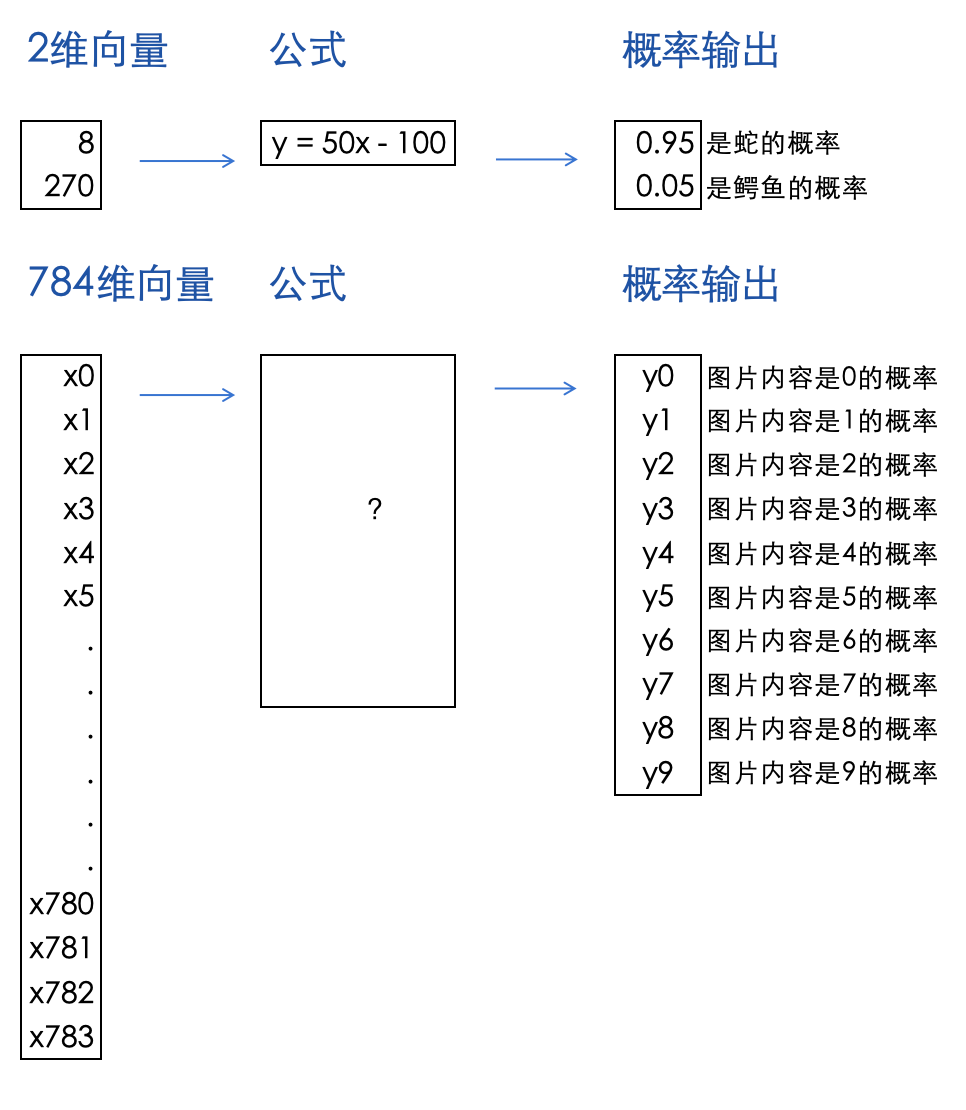 2维向量 公式 概率输出
8 y = 50x - 100 0.95 是蛇的概率
270 0.05 是鳄鱼的概率
784维向量 公式 概率输出
x0 y0 图片内容是0的概率
x1 y1 图片内容是1的概率
x2 y2 图片内容是2的概率
x3 ? y3 图片内容是3的概率
x4 y4 图片内容是4的概率
x5 y5 图片内容是5的概率
. y6 图片内容是6的概率
. y7 图片内容是7的概率
. y8 图片内容是8的概率
. y9 图片内容是9的概率
.
.
x780
x781
x782
x783